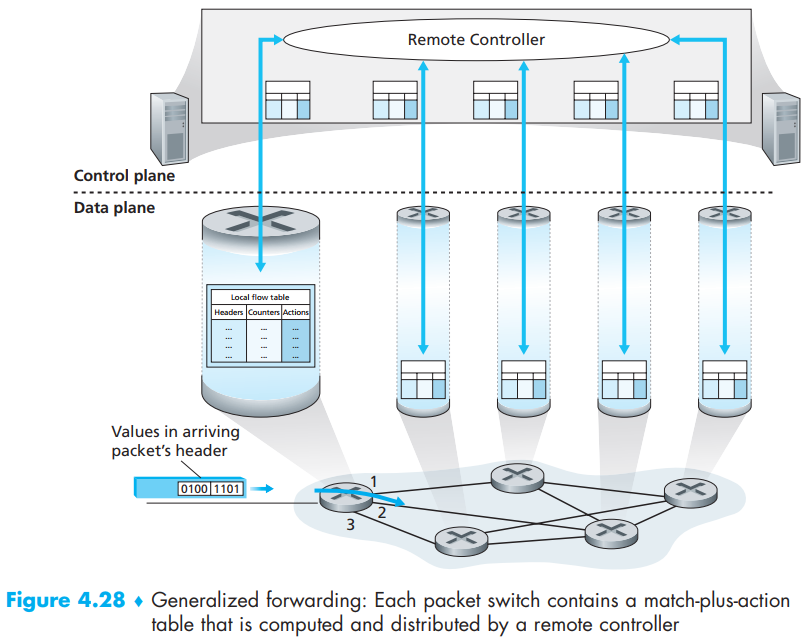 Remote Controller
Control plane
Data plane
Local flow table
Headers Counters Actions
... ... ...
... ... ...
... ... ...
... ... ...
Values in arriving
packet's header
0100 1101
1
2
3
Figure 4.28 ♦ Generalized forwarding: Each packet switch contains a match-plus-action
table that is computed and distributed by a remote controller